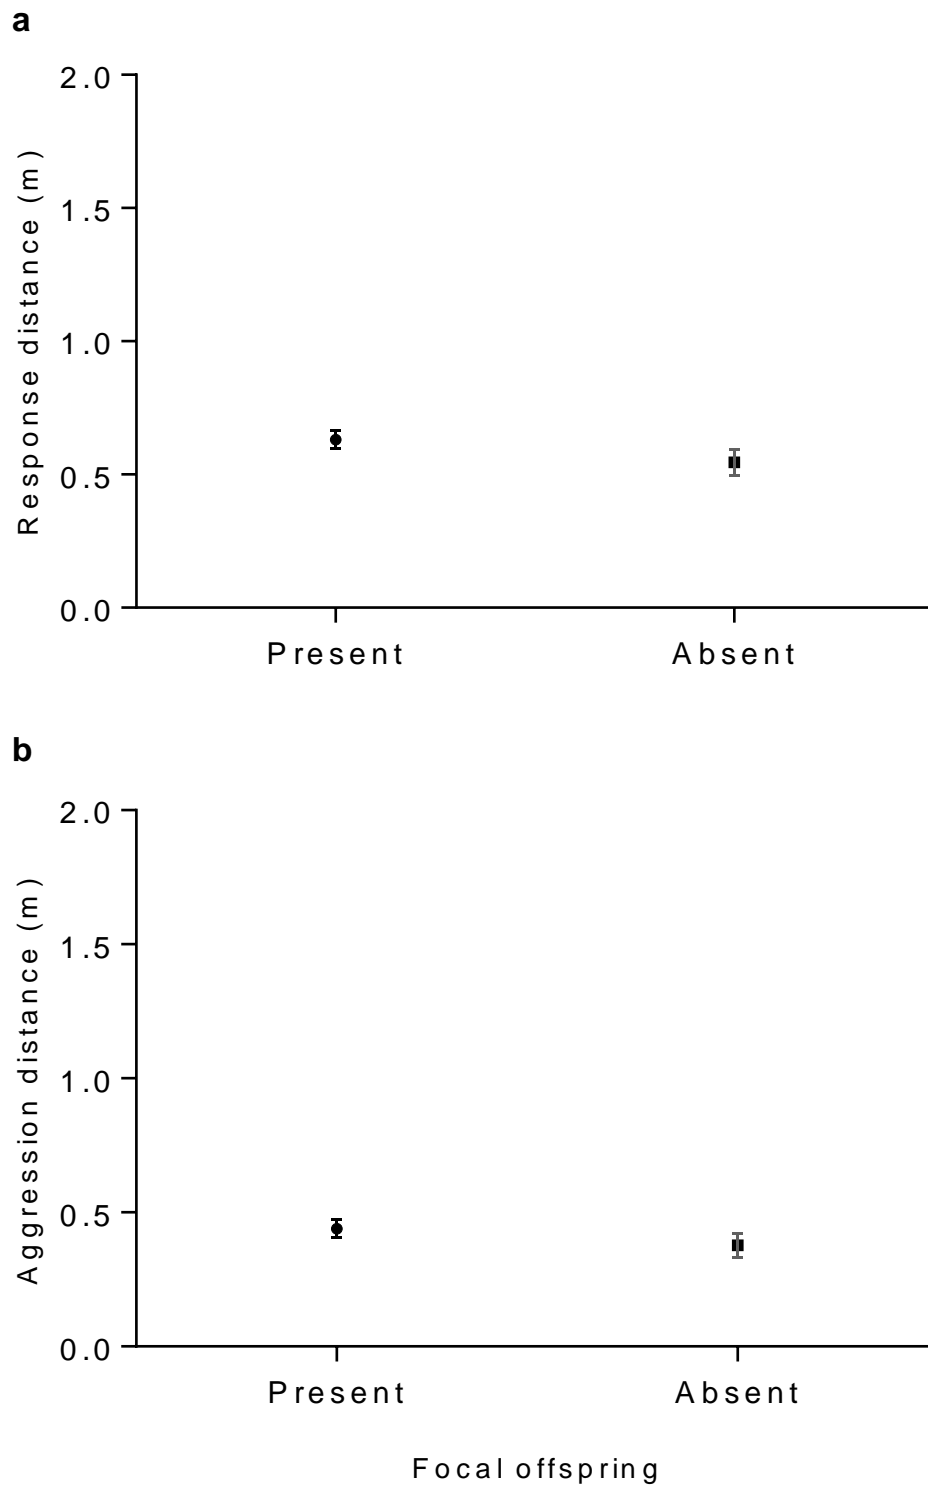 a
2.0
1.5
1.0
0.5
0.0
Response distance (m)
Present Absent
b
2.0
1.5
1.0
0.5
0.0
Aggression distance (m)
Present Absent
Focal offspring